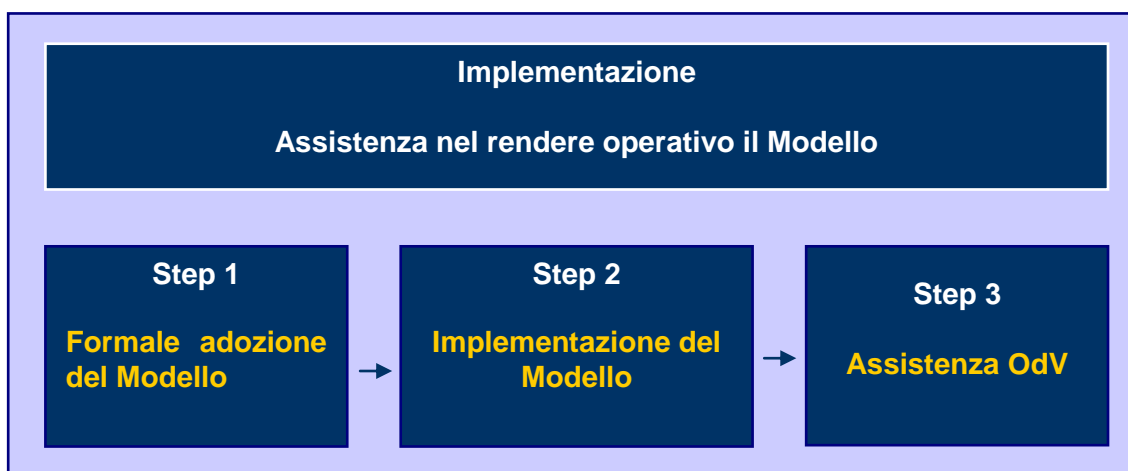 Implementazione
Assistenza nel rendere operativo il Modello
Step 1
Formale adozione
del Modello
Step 2
Implementazione del
Modello
Step 3
Assistenza OdV